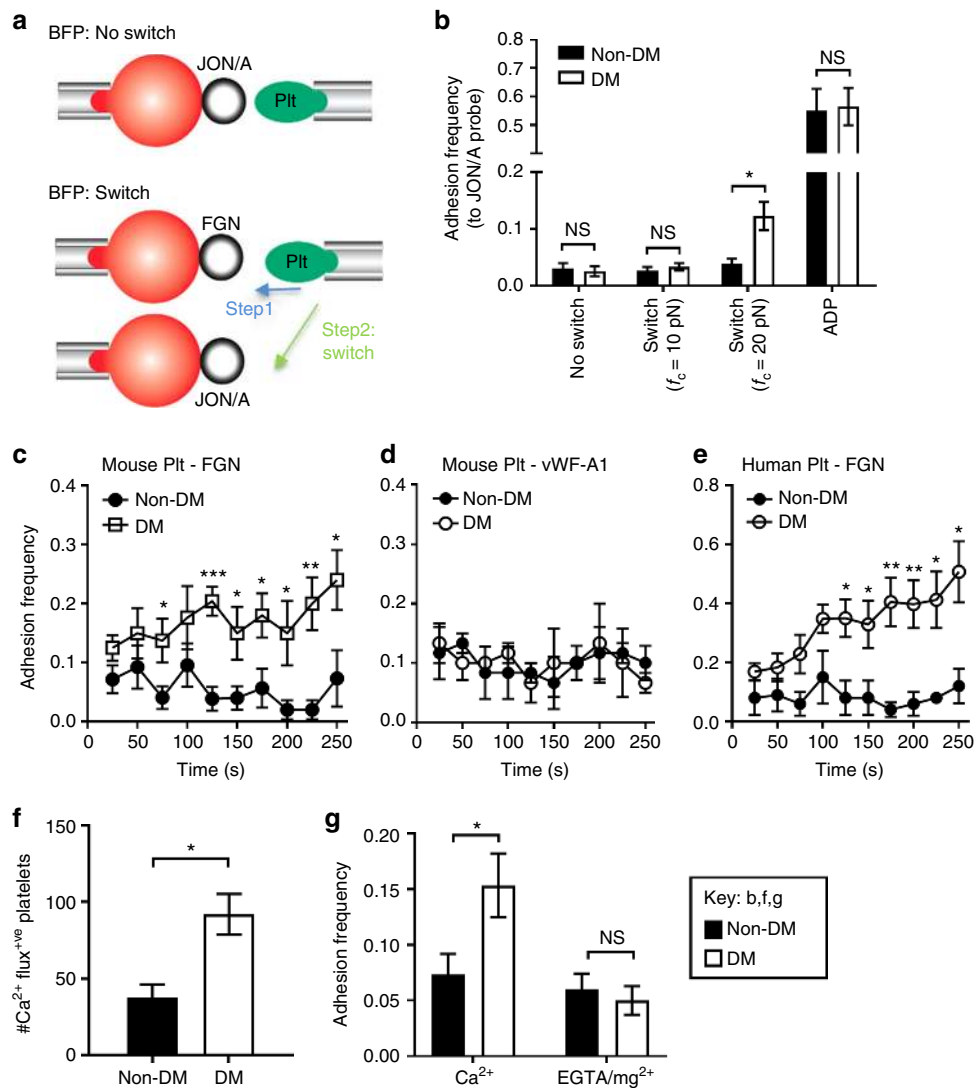 a
BFP: No switch
JON/A
Plt
BFP: Switch
FGN
Plt
Step1
Step2:
switch
JON/A
b
Non-DM
DM
Adhesion frequency
(to JON/A probe)
0.8
0.7
0.6
0.5
0.2
0.1
0.0
NS
NS
*
NS
No switch
Switch
(fc = 10 pN)
Switch
(fc = 20 pN)
ADP
c
Mouse Plt - FGN
Non-DM
DM
Adhesion frequency
0.4
0.3
0.2
0.1
0.0
* *** * * * ** *
0 50 100 150 200 250
Time (s)
d
Mouse Plt - vWF-A1
Non-DM
DM
0.4
0.3
0.2
0.1
0.0
0 50 100 150 200 250
Time (s)
e
Human Plt - FGN
Non-DM
DM
0.8
0.6
0.4
0.2
0.0
* * ** ** * *
0 50 100 150 200 250
Time (s)
f
#Ca²⁺ flux⁺ᵛᵉ platelets
150
100
50
0
*
Non-DM DM
g
Adhesion frequency
0.20
0.15
0.10
0.05
0.00
*
NS
Ca²⁺ EGTA/mg²⁺
Key: b,f,g
Non-DM
DM